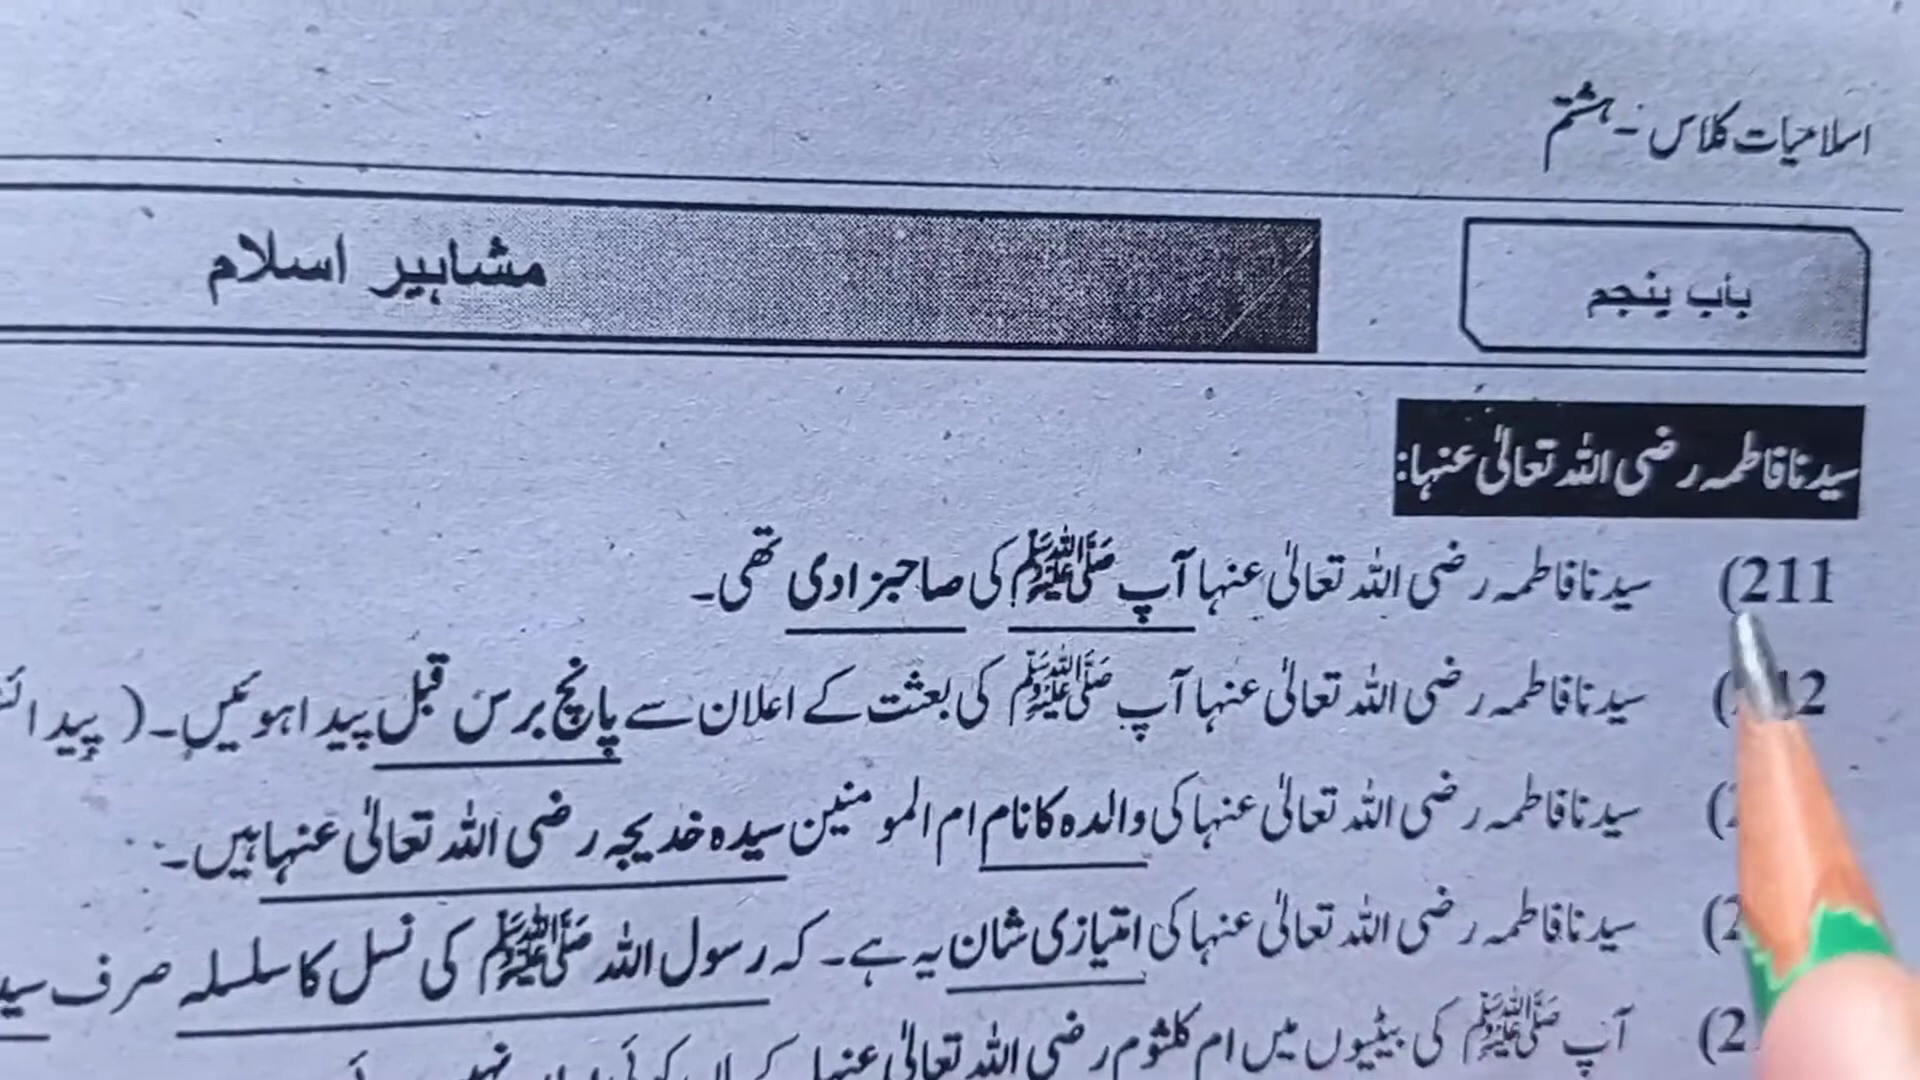 اسلامیات کلاس - ہشتم
باب پنجم
مشاہیر اسلام
سیدنا فاطمہ رضی اللہ تعالیٰ عنہا:
(211 سیدنا فاطمہ رضی اللہ تعالیٰ عنہا آپ ﷺ کی صاحبزادی تھی۔
سیدنا فاطمہ رضی اللہ تعالیٰ عنہا آپ ﷺ کی بعثت کے اعلان سے پانچ برس قبل پیدا ہوئیں۔ (
سیدنا فاطمہ رضی اللہ تعالیٰ عنہا کی والدہ کا نام ام المومنین سیدہ خدیجہ رضی اللہ تعالیٰ عنہا ہیں۔
سیدنا فاطمہ رضی اللہ تعالیٰ عنہا کی امتیازی شان یہ ہے۔ کہ رسول اللہ ﷺ کی نسل کا سلسلہ صرف
آپ ﷺ کی بیٹیوں میں ام کلثوم رضی اللہ تعالیٰ عنہا